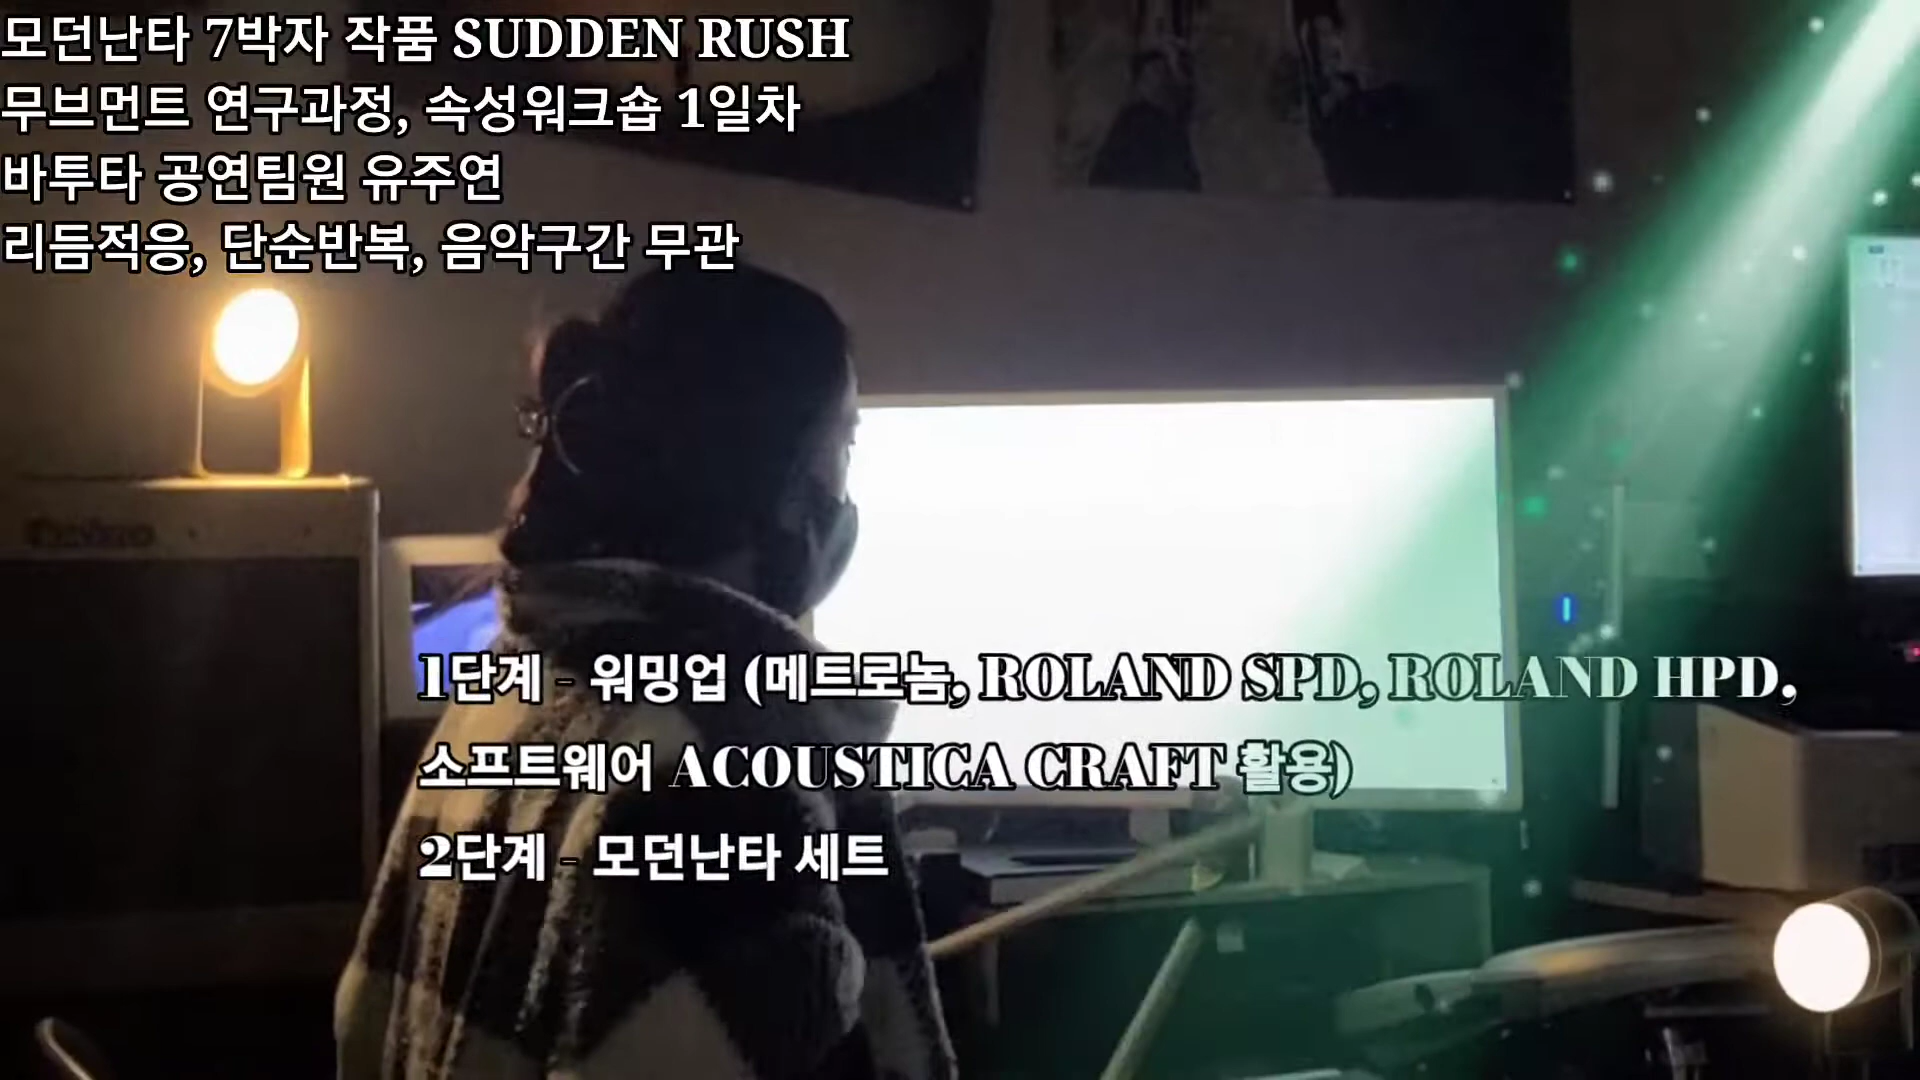 모던난타 7박자 작품 SUDDEN RUSH
무브먼트 연구과정, 속성워크숍 1일차
바투타 공연팀원 유주연
리듬적응, 단순반복, 음악구간 무관
1단계 - 워밍업 (메트로놈, ROLAND SPD, ROLAND HPD,
소프트웨어 ACOUSTICA CRAFT 활용)
2단계 - 모던난타 세트